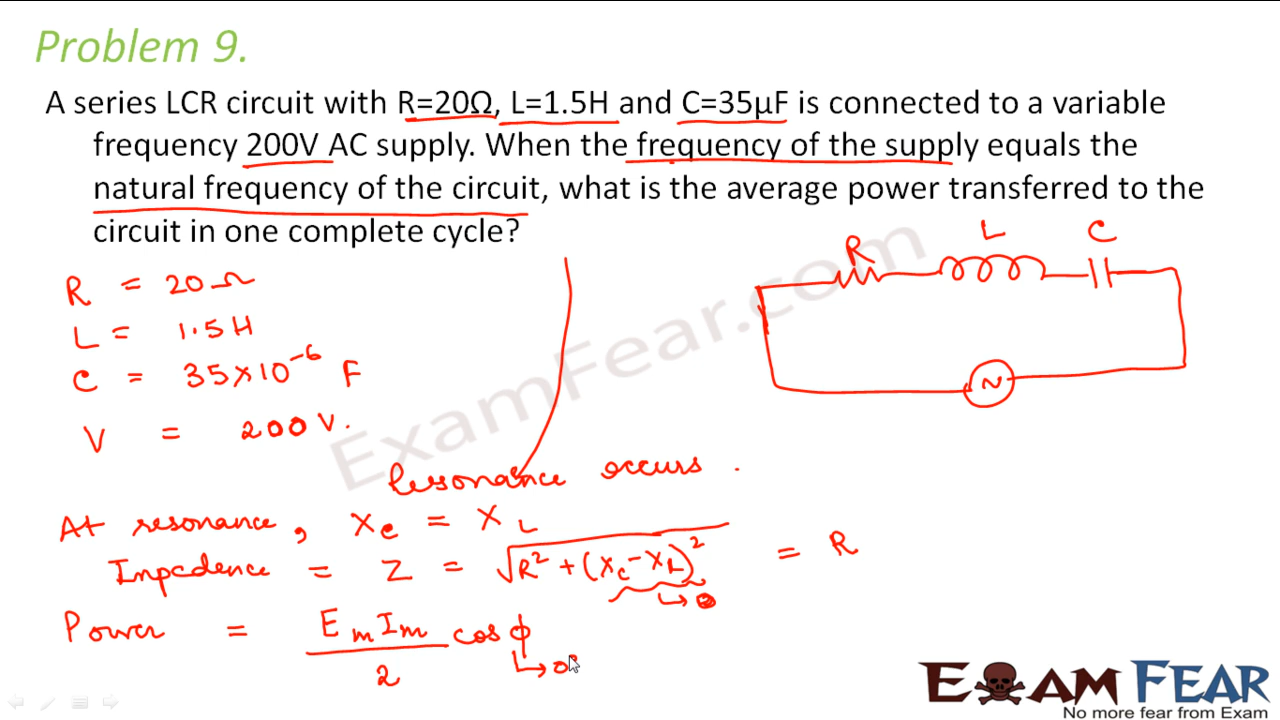 Problem 9.
A series LCR circuit with R=20Ω, L=1.5H and C=35μF is connected to a variable
frequency 200V AC supply. When the frequency of the supply equals the
natural frequency of the circuit, what is the average power transferred to the
circuit in one complete cycle?
R L C
R = 20Ω
L = 1.5H
C = 35×10⁻⁶ F
V = 200V.
~
ExamFear.com
Resonance occurs.
At resonance, Xc = XL
Impedence = Z = √R² + (Xc - XL)² = R
↳ 0
Power = EmIm cos ϕ
2
↳ 0°
EXAM FEAR
No more fear from Exam